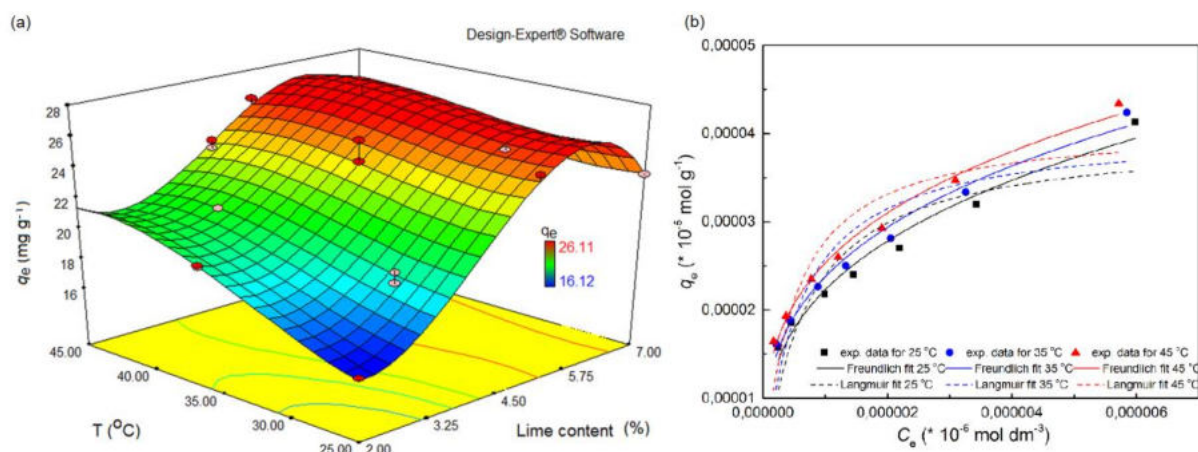 (a)
Design-Expert® Software
28
26
24
22
20
18
16
qe (mg g⁻¹)
qe
26.11
16.12
45.00
40.00
35.00
30.00
25.00
T (°C)
7.00
5.75
4.50
3.25
2.00
Lime content (%)
(b)
0,00005
0,00004
0,00003
0,00002
0,00001
qe (* 10⁻⁵ mol g⁻¹)
exp. data for 25 °C exp. data for 35 °C exp. data for 45 °C
Freundlich fit 25 °C Freundlich fit 35 °C Freundlich fit 45 °C
Langmuir fit 25 °C Langmuir fit 35 °C Langmuir fit 45 °C
0,000000 0,000002 0,000004 0,000006
Ce (* 10⁻⁶ mol dm⁻³)